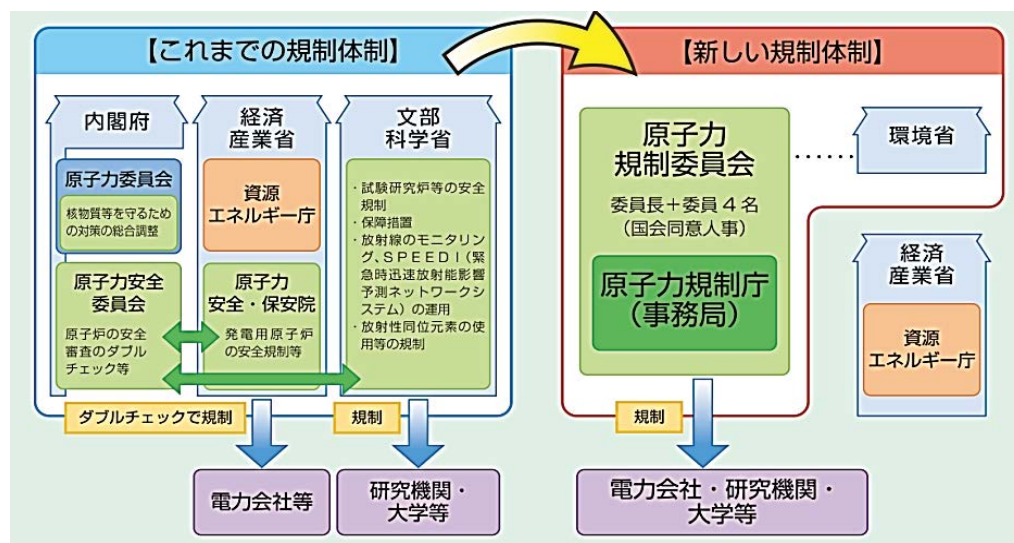 【これまでの規制体制】
内閣府
原子力委員会
核物質等を守るため
の対策の総合調整
原子力安全
委員会
原子炉の安全
審査のダブル
チェック等
経済
産業省
資源
エネルギー庁
原子力
安全・保安院
発電用原子炉
の安全規制等
文部
科学省
・試験研究炉等の安全
規制
・保障措置
・放射線のモニタリン
グ、SPEEDI（緊
急時迅速放射能影響
予測ネットワークシ
ステム）の運用
・放射性同位元素の使
用等の規制
ダブルチェックで規制
規制
電力会社等
研究機関・
大学等
【新しい規制体制】
原子力
規制委員会
委員長＋委員４名
（国会同意人事）
原子力規制庁
（事務局）
環境省
経済
産業省
資源
エネルギー庁
規制
電力会社・研究機関・
大学等